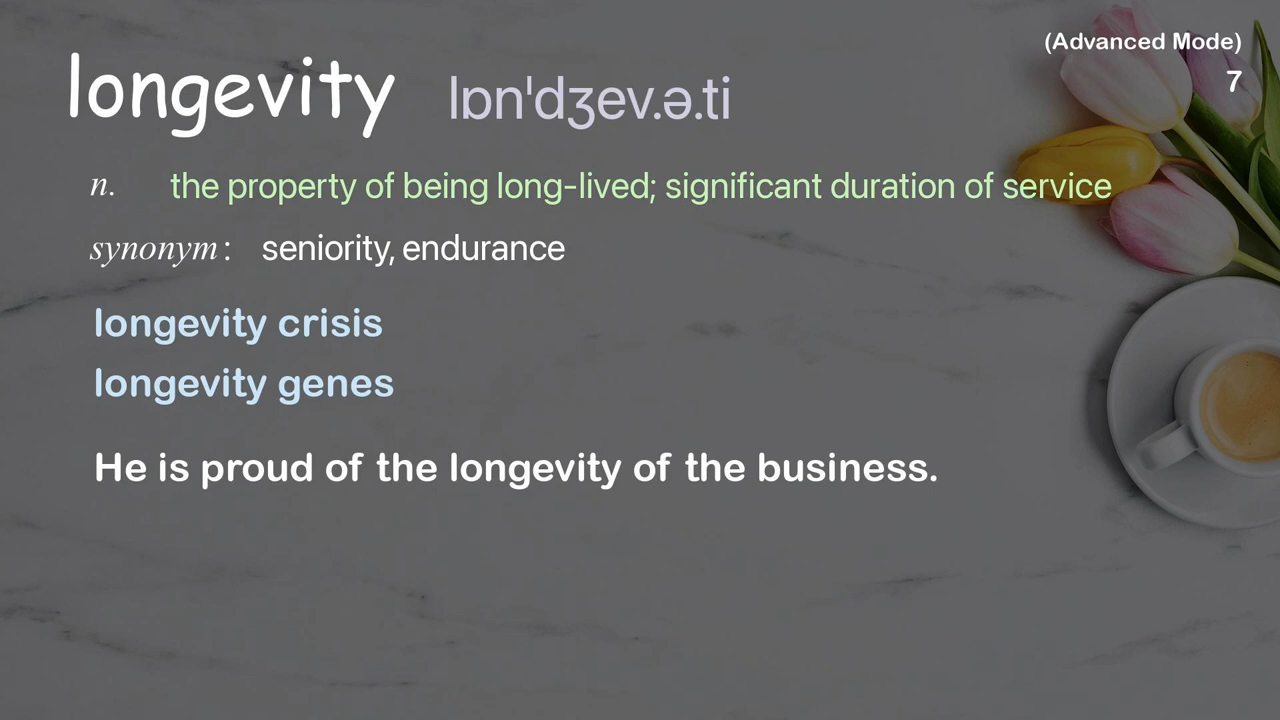 (Advanced Mode)
7
longevity lɒnˈdʒev.ə.ti
n. the property of being long-lived; significant duration of service
synonym: seniority, endurance
longevity crisis
longevity genes
He is proud of the longevity of the business.